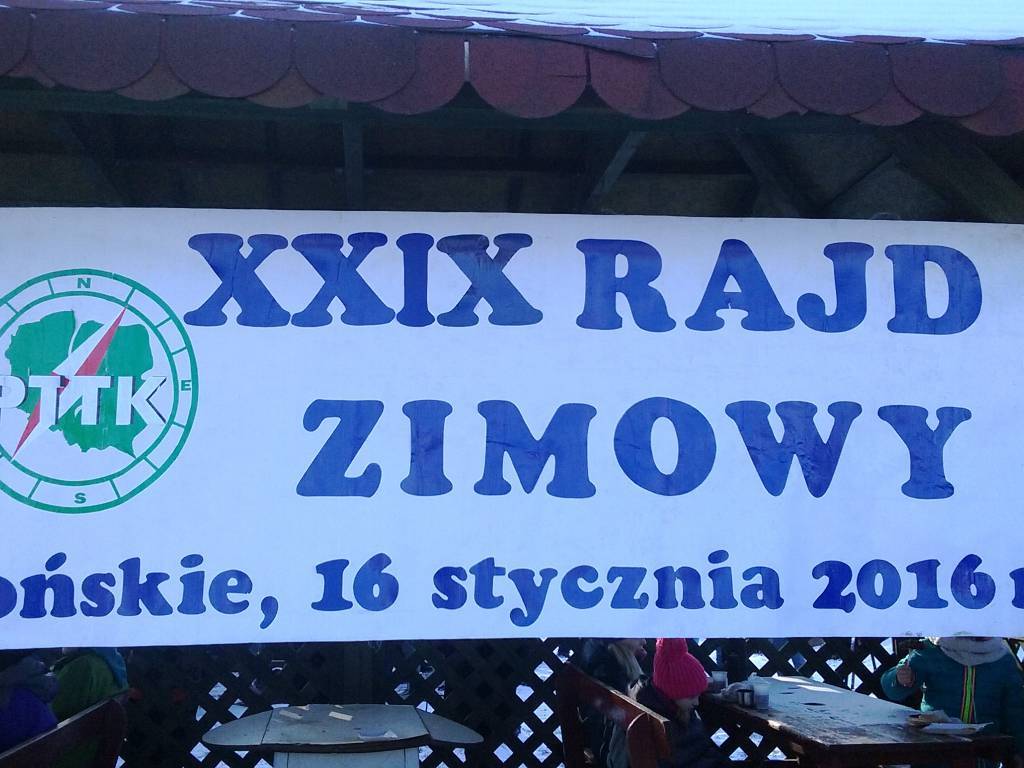 XXIX RAJD
ZIMOWY
ońskie, 16 stycznia 2016 r
N
E
S
PTTK